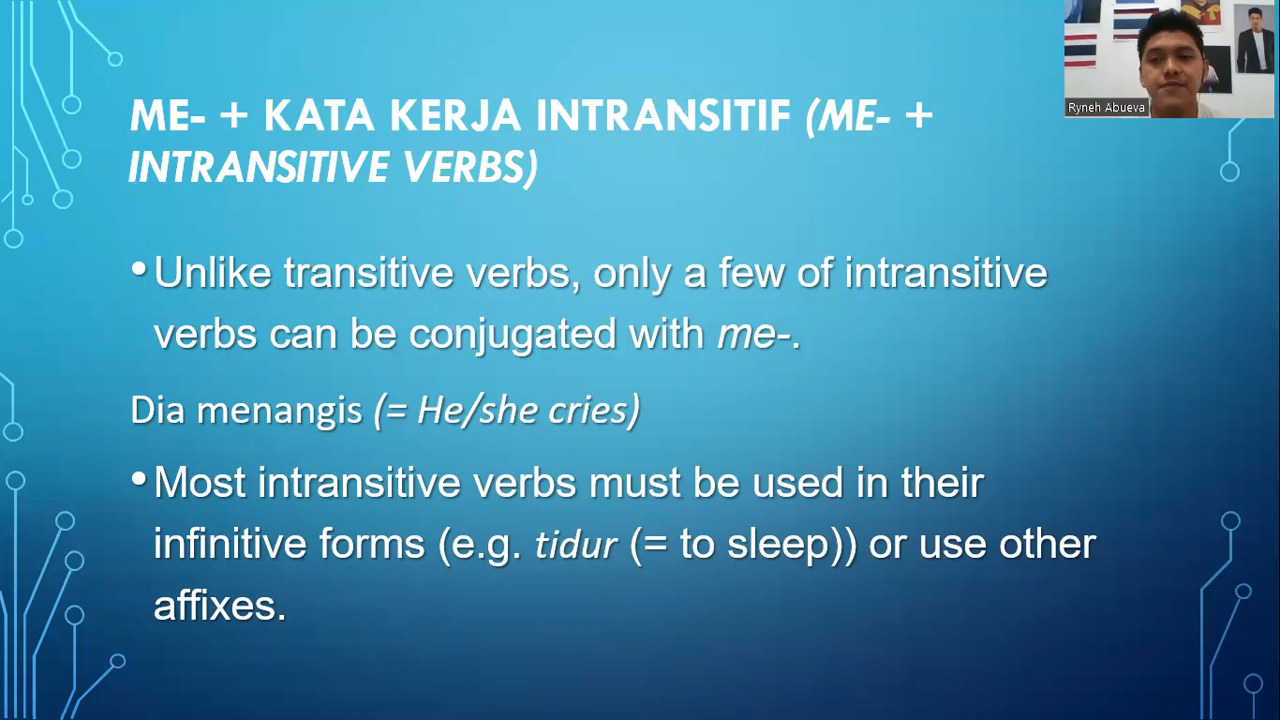 ME- + KATA KERJA INTRANSITIF (ME- +
INTRANSITIVE VERBS)
Ryneh Abueva
•Unlike transitive verbs, only a few of intransitive
verbs can be conjugated with me-.
Dia menangis (= He/she cries)
•Most intransitive verbs must be used in their
infinitive forms (e.g. tidur (= to sleep)) or use other
affixes.